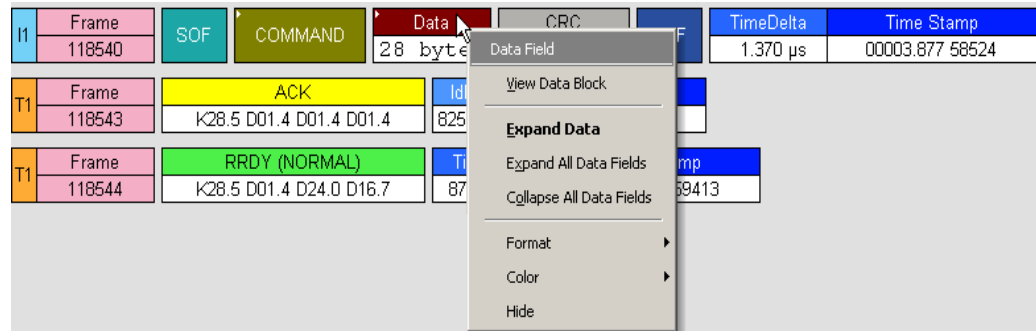 I1 Frame SOF COMMAND Data CRC F TimeDelta Time Stamp
118540 28 byte 1.370 µs 00003.877 58524
Data Field
View Data Block
Expand Data
Expand All Data Fields
Collapse All Data Fields
Format
Color
Hide
T1 Frame ACK Idl
118543 K28.5 D01.4 D01.4 D01.4 825
T1 Frame RRDY (NORMAL) Ti mp
118544 K28.5 D01.4 D24.0 D16.7 87 59413